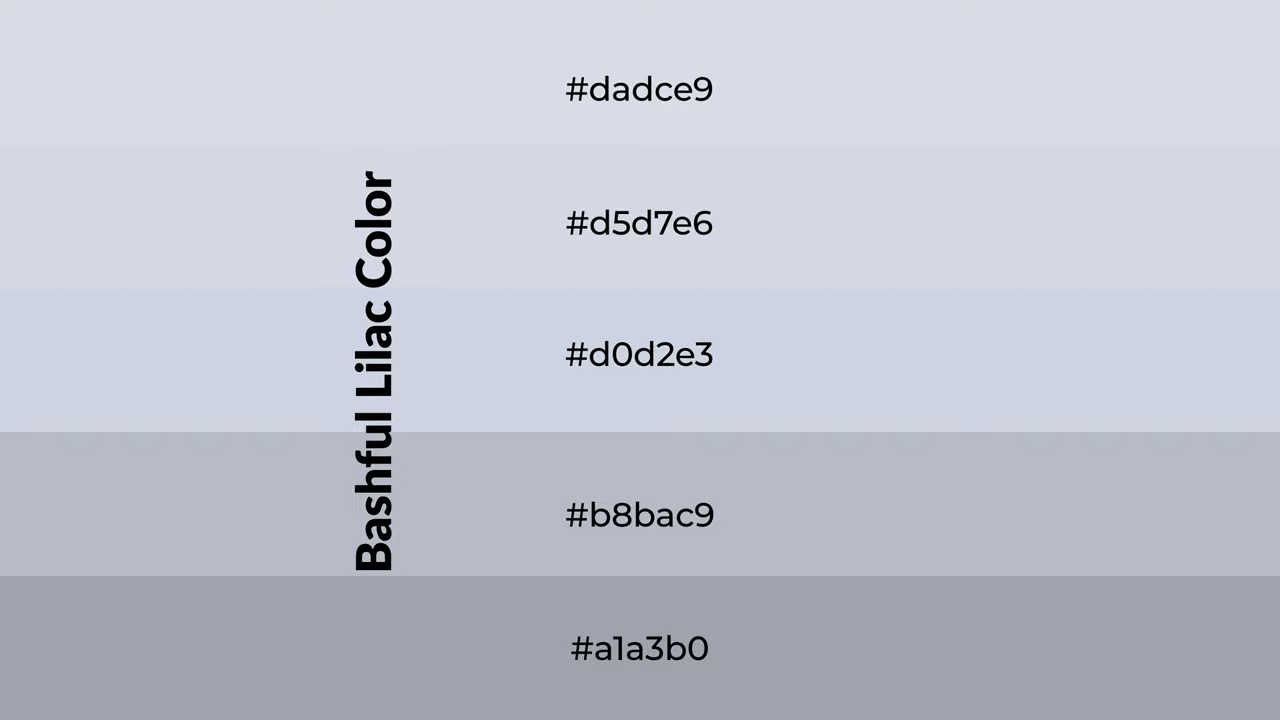 Bashful Lilac Color
#dadce9
#d5d7e6
#d0d2e3
#b8bac9
#a1a3b0